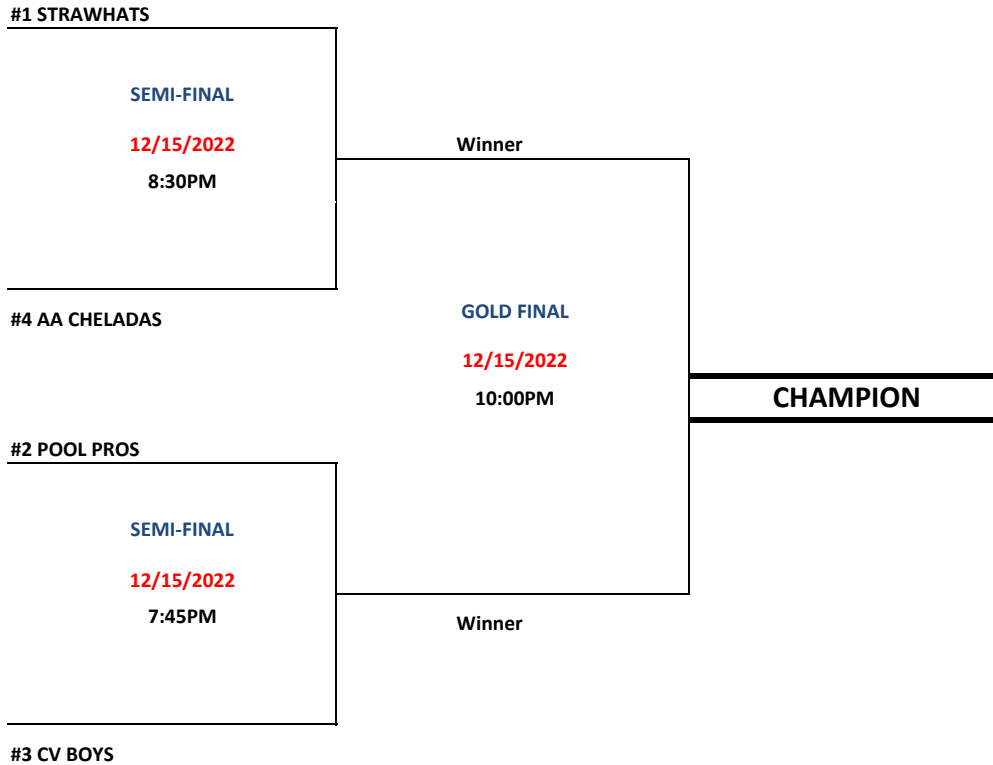 #1 STRAWHATS
SEMI-FINAL
12/15/2022
8:30PM
Winner
#4 AA CHELADAS
GOLD FINAL
12/15/2022
10:00PM
CHAMPION
#2 POOL PROS
SEMI-FINAL
12/15/2022
7:45PM
Winner
#3 CV BOYS